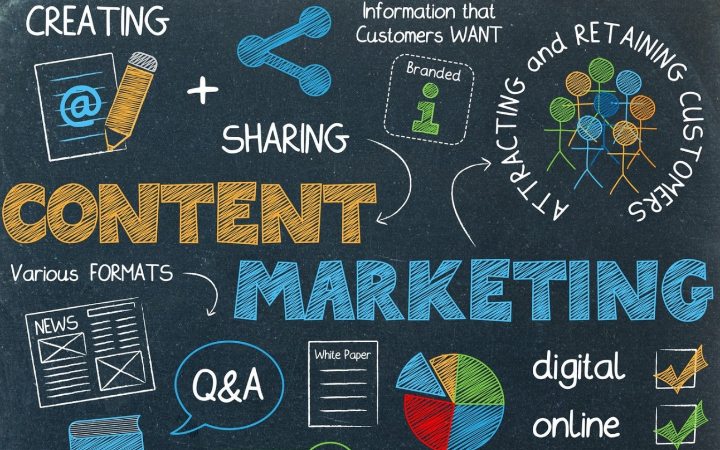 CREATING
@
+
SHARING
Information that
Customers WANT
Branded
i
ATTRACTING and RETAINING CUSTOMERS
CONTENT
MARKETING
Various FORMATS
NEWS
Q&A
White Paper
digital
online